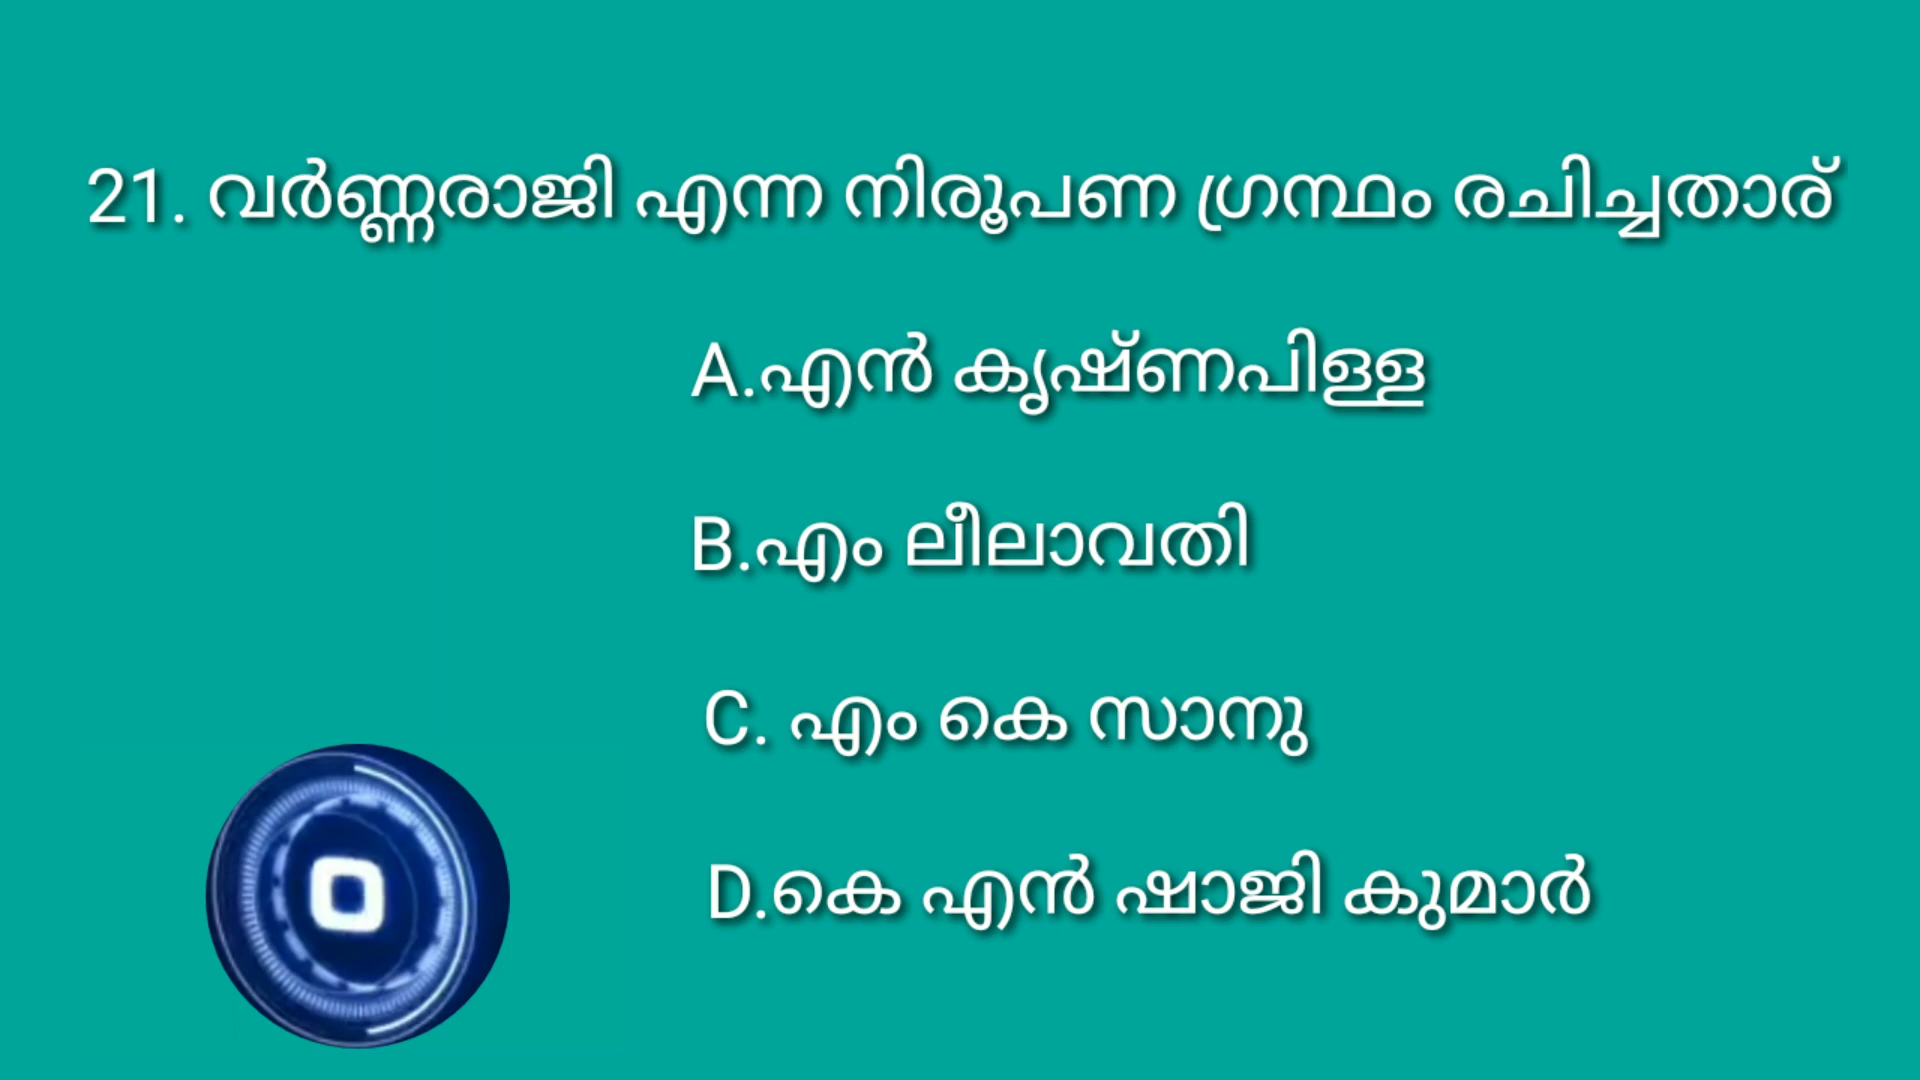 21. വർണ്ണരാജി എന്ന നിരൂപണ ഗ്രന്ഥം രചിച്ചതാര്
A.എൻ കൃഷ്ണപിള്ള
B.എം ലീലാവതി
C. എം കെ സാനു
D.കെ എൻ ഷാജി കുമാർ